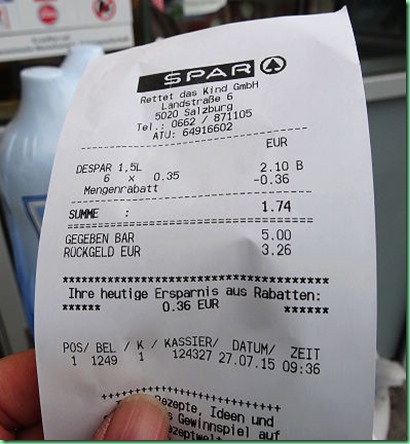 SPAR
Rettet das Kind GmbH
Landstraße 6
5020 Salzburg
Tel.: 0662 / 871105
ATU: 64916602
EUR
DESPAR 1,5L 2.10 B
6 x 0.35
Mengenrabatt -0.36
SUMME : 1.74
GEGEBEN BAR 5.00
RÜCKGELD EUR 3.26
****************************************
Ihre heutige Ersparnis aus Rabatten:
****** 0.36 EUR ******
POS/ BEL / K / KASSIER/ DATUM/ ZEIT
1 1249 1 124327 27.07.15 09:36
++++++++++++++++++++++
Rezepte, Ideen und
Gewinnspiel auf